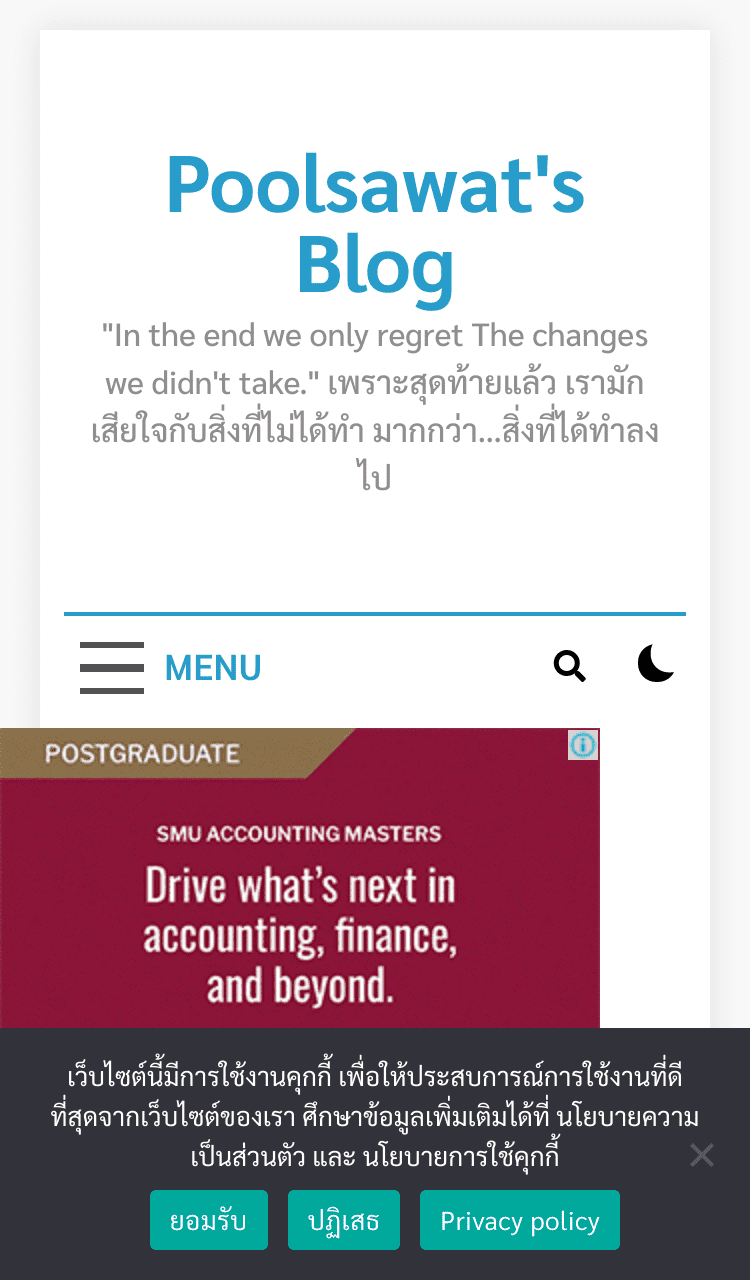 Poolsawat's
Blog
"In the end we only regret The changes
we didn't take." เพราะสุดท้ายแล้ว เรามัก
เสียใจกับสิ่งที่ไม่ได้ทำ มากกว่า...สิ่งที่ได้ทำลง
ไป
MENU
POSTGRADUATE
SMU ACCOUNTING MASTERS
Drive what's next in
accounting, finance,
and beyond.
เว็บไซต์นี้มีการใช้งานคุกกี้ เพื่อให้ประสบการณ์การใช้งานที่ดี
ที่สุดจากเว็บไซต์ของเรา ศึกษาข้อมูลเพิ่มเติมได้ที่ นโยบายความ
เป็นส่วนตัว และ นโยบายการใช้คุกกี้
ยอมรับ ปฏิเสธ Privacy policy